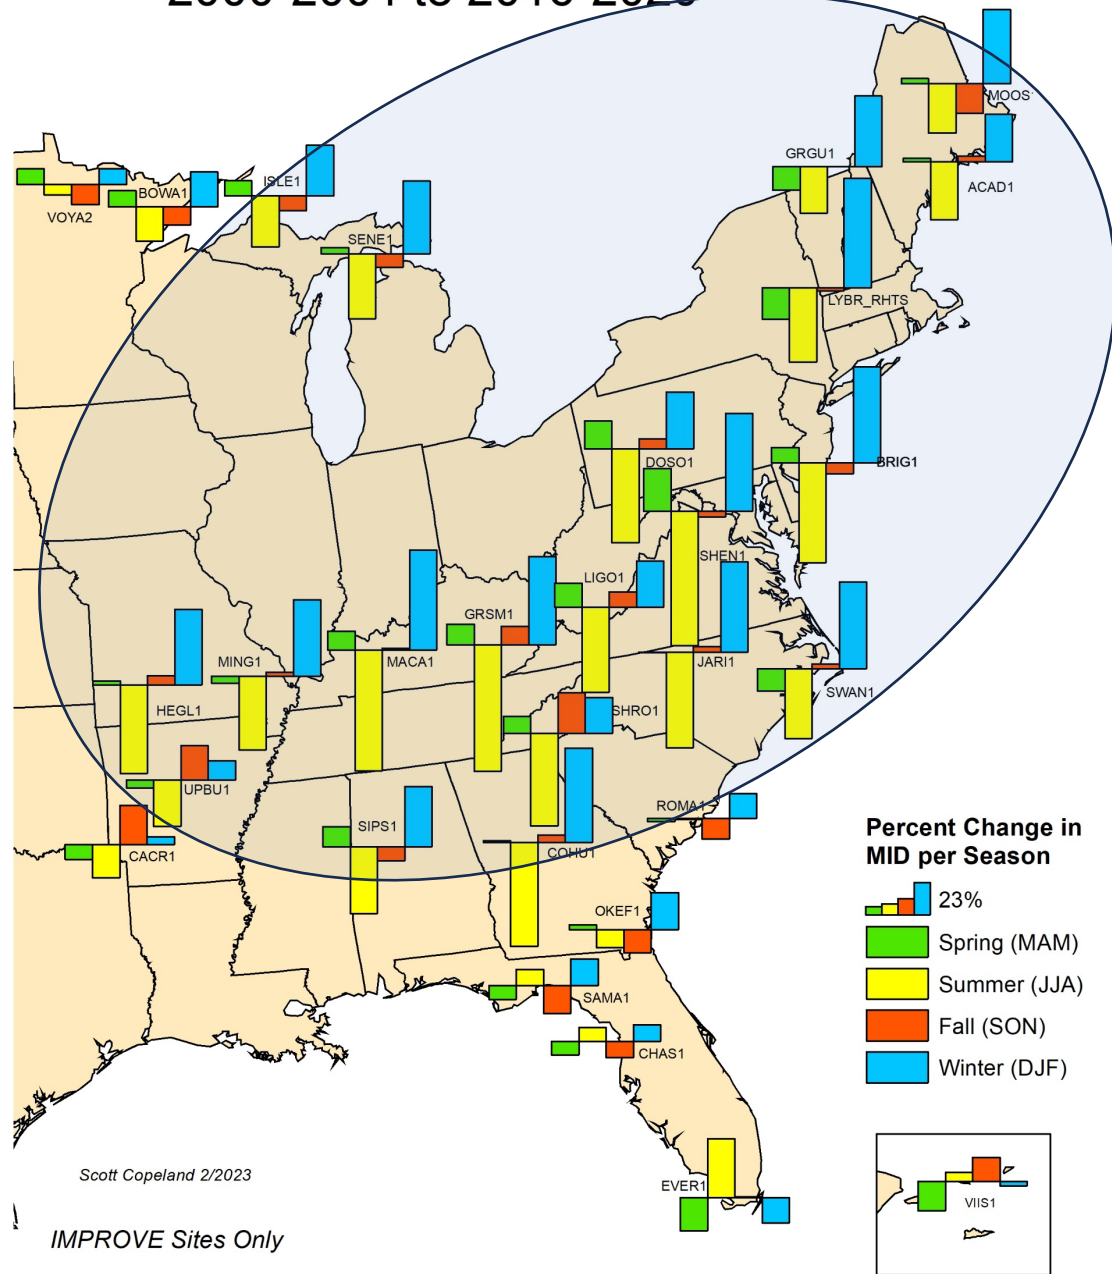 MOOS
GRGU1
ACAD1
ISLE1
BOWA1
VOYA2
SENE1
LYBR_RHTS
DOSO1
BRIG1
SHEN1
LIGO1
GRSM1
MACA1
MING1
JARI1
SWAN1
HEGL1
SHRO1
UPBU1
ROMA1
SIPS1
CACR1
COHU1
Percent Change in
MID per Season
23%
Spring (MAM)
Summer (JJA)
Fall (SON)
Winter (DJF)
OKEF1
SAMA1
CHAS1
EVER1
VIIS1
Scott Copeland 2/2023
IMPROVE Sites Only